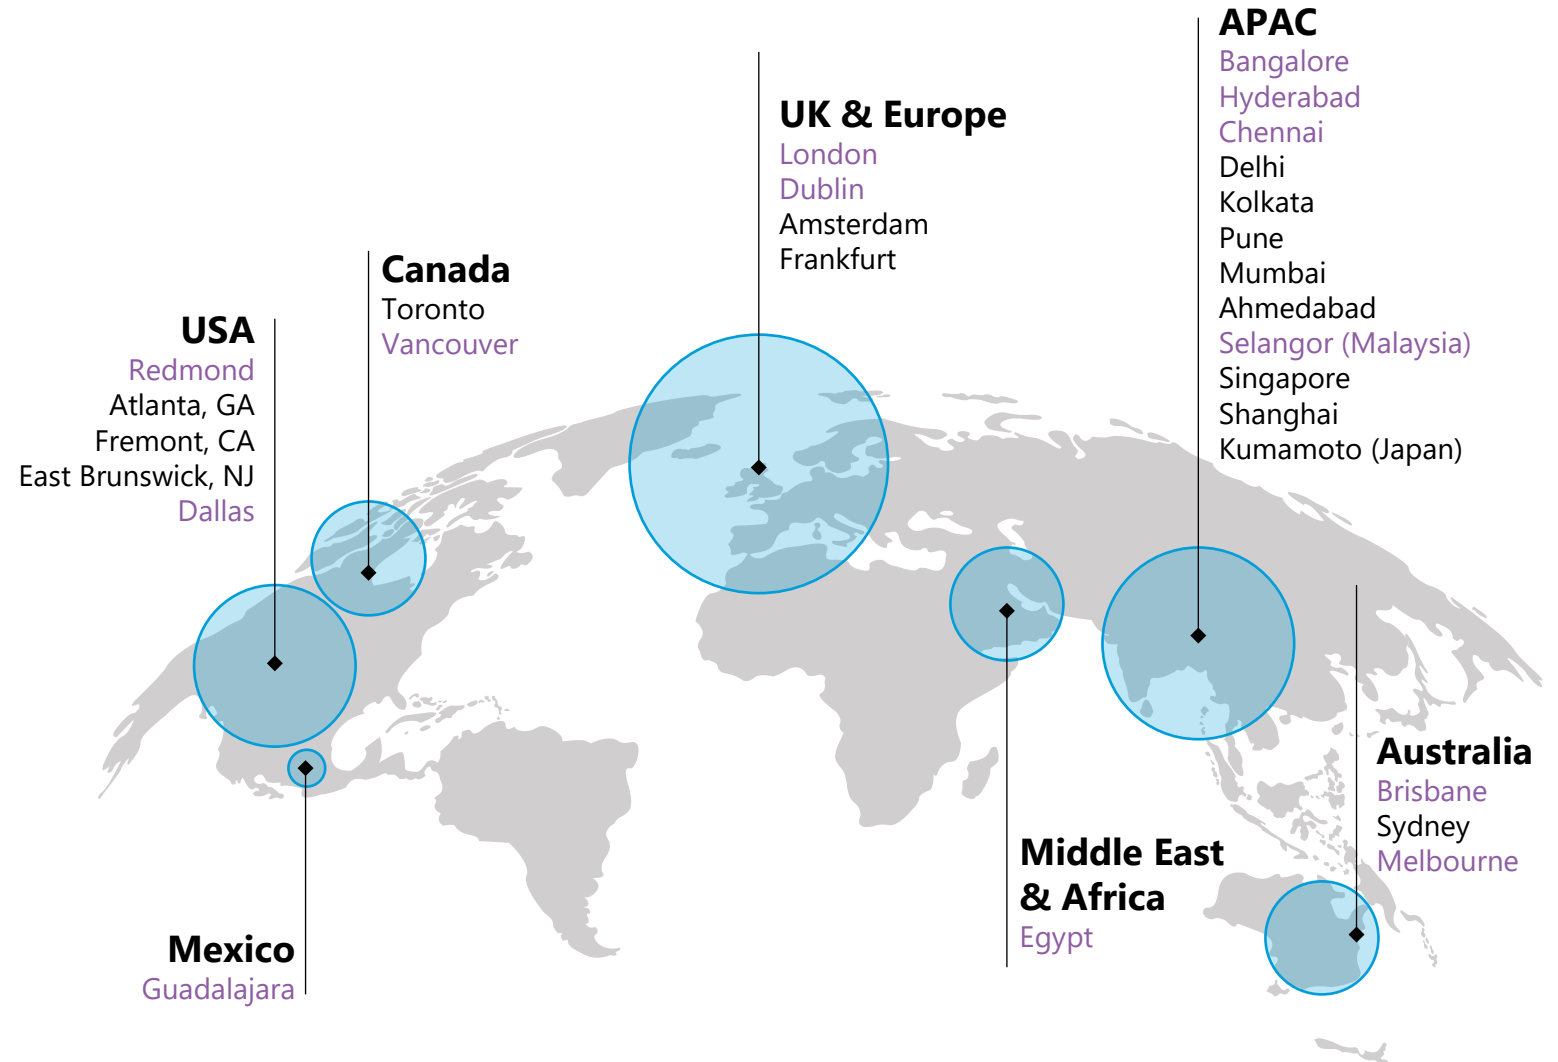 APAC
Bangalore
Hyderabad
Chennai
Delhi
Kolkata
Pune
Mumbai
Ahmedabad
Selangor (Malaysia)
Singapore
Shanghai
Kumamoto (Japan)
UK & Europe
London
Dublin
Amsterdam
Frankfurt
Canada
Toronto
Vancouver
USA
Redmond
Atlanta, GA
Fremont, CA
East Brunswick, NJ
Dallas
Australia
Brisbane
Sydney
Melbourne
Middle East
& Africa
Egypt
Mexico
Guadalajara